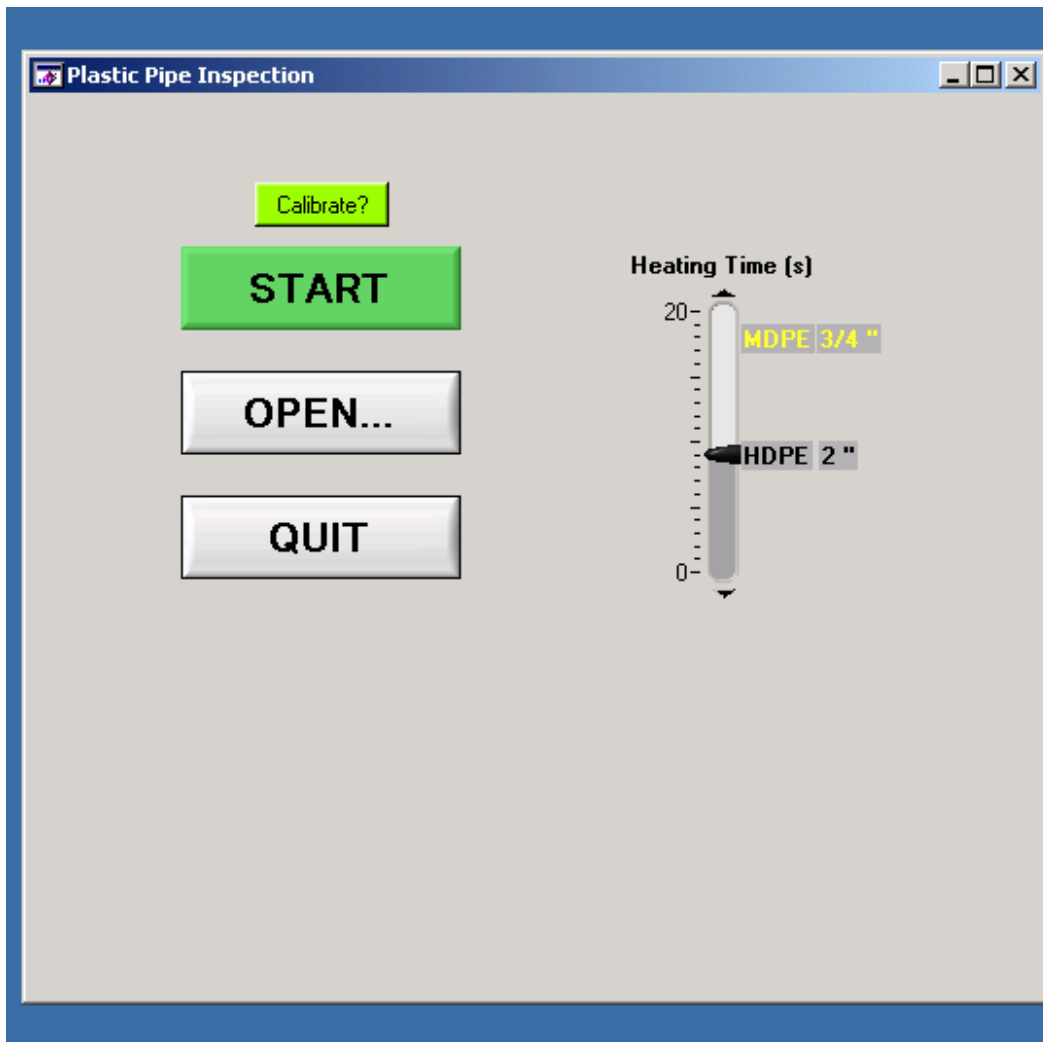 Plastic Pipe Inspection
Calibrate?
START
OPEN...
QUIT
Heating Time (s)
20
MDPE 3/4 "
HDPE 2 "
0